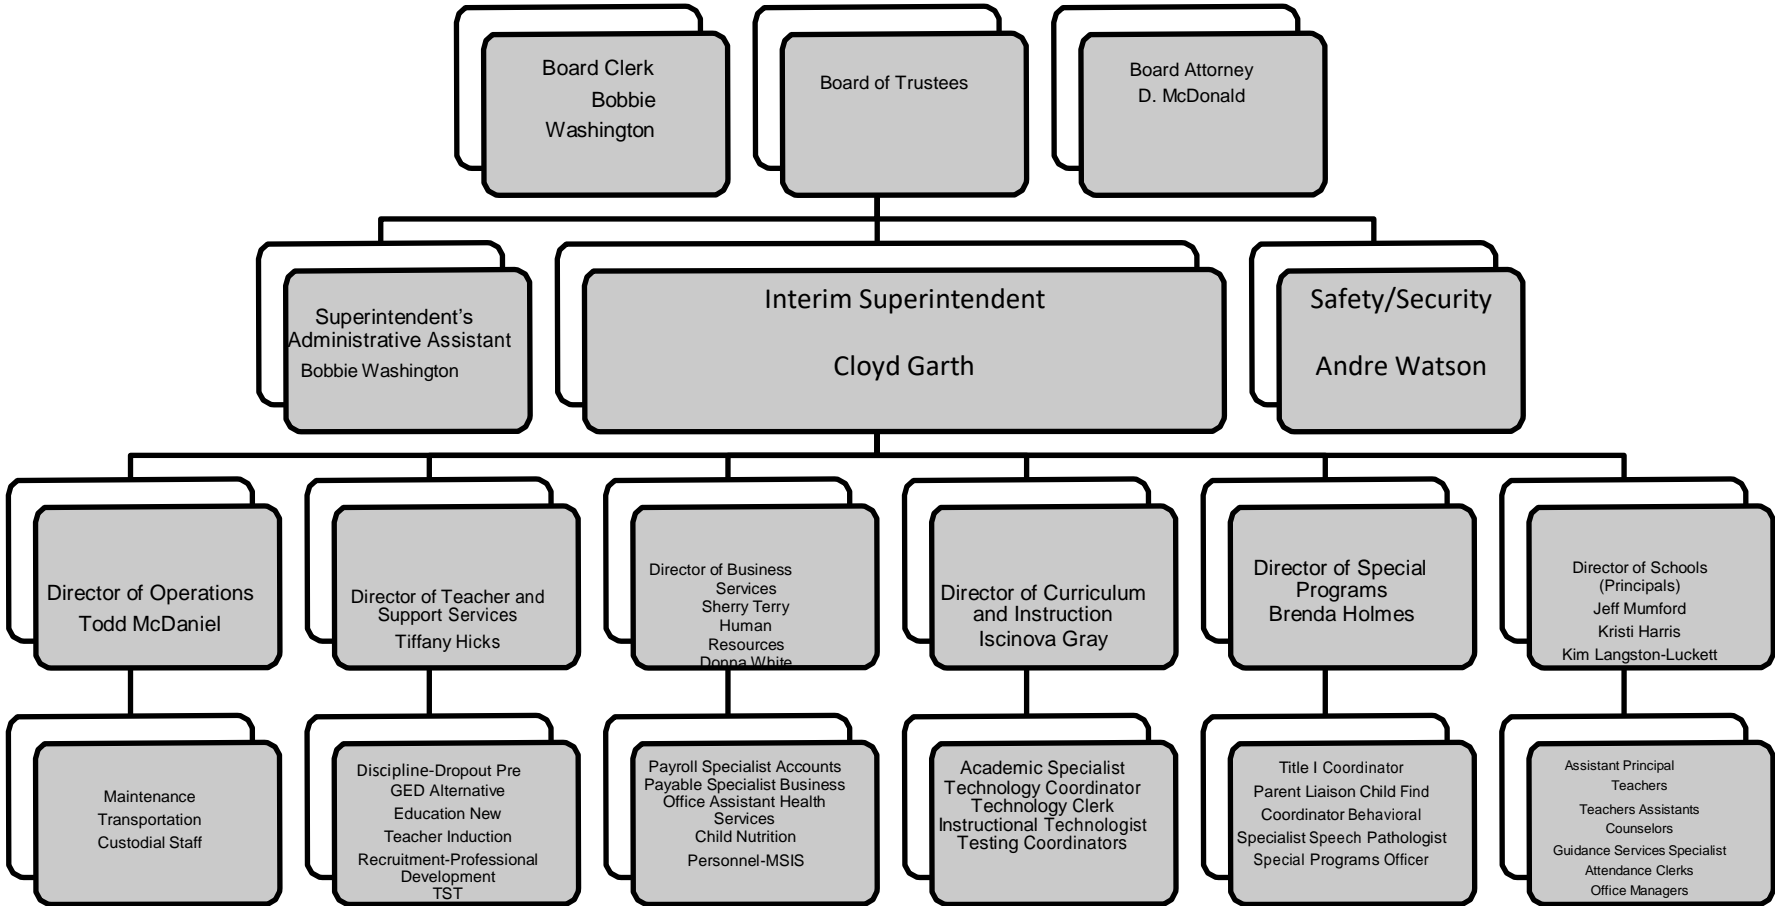 Board Clerk
Bobbie
Washington
Board of Trustees
Board Attorney
D. McDonald
Superintendent’s
Administrative Assistant
Bobbie Washington
Interim Superintendent
Cloyd Garth
Safety/Security
Andre Watson
Director of Operations
Todd McDaniel
Director of Teacher and
Support Services
Tiffany Hicks
Director of Business
Services
Sherry Terry
Human
Resources
Donna White
Director of Curriculum
and Instruction
Iscinova Gray
Director of Special
Programs
Brenda Holmes
Director of Schools
(Principals)
Jeff Mumford
Kristi Harris
Kim Langston-Luckett
Maintenance
Transportation
Custodial Staff
Discipline-Dropout Pre
GED Alternative
Education New
Teacher Induction
Recruitment-Professional
Development
TST
Payroll Specialist Accounts
Payable Specialist Business
Office Assistant Health
Services
Child Nutrition
Personnel-MSIS
Academic Specialist
Technology Coordinator
Technology Clerk
Instructional Technologist
Testing Coordinators
Title I Coordinator
Parent Liaison Child Find
Coordinator Behavioral
Specialist Speech Pathologist
Special Programs Officer
Assistant Principal
Teachers
Teachers Assistants
Counselors
Guidance Services Specialist
Attendance Clerks
Office Managers